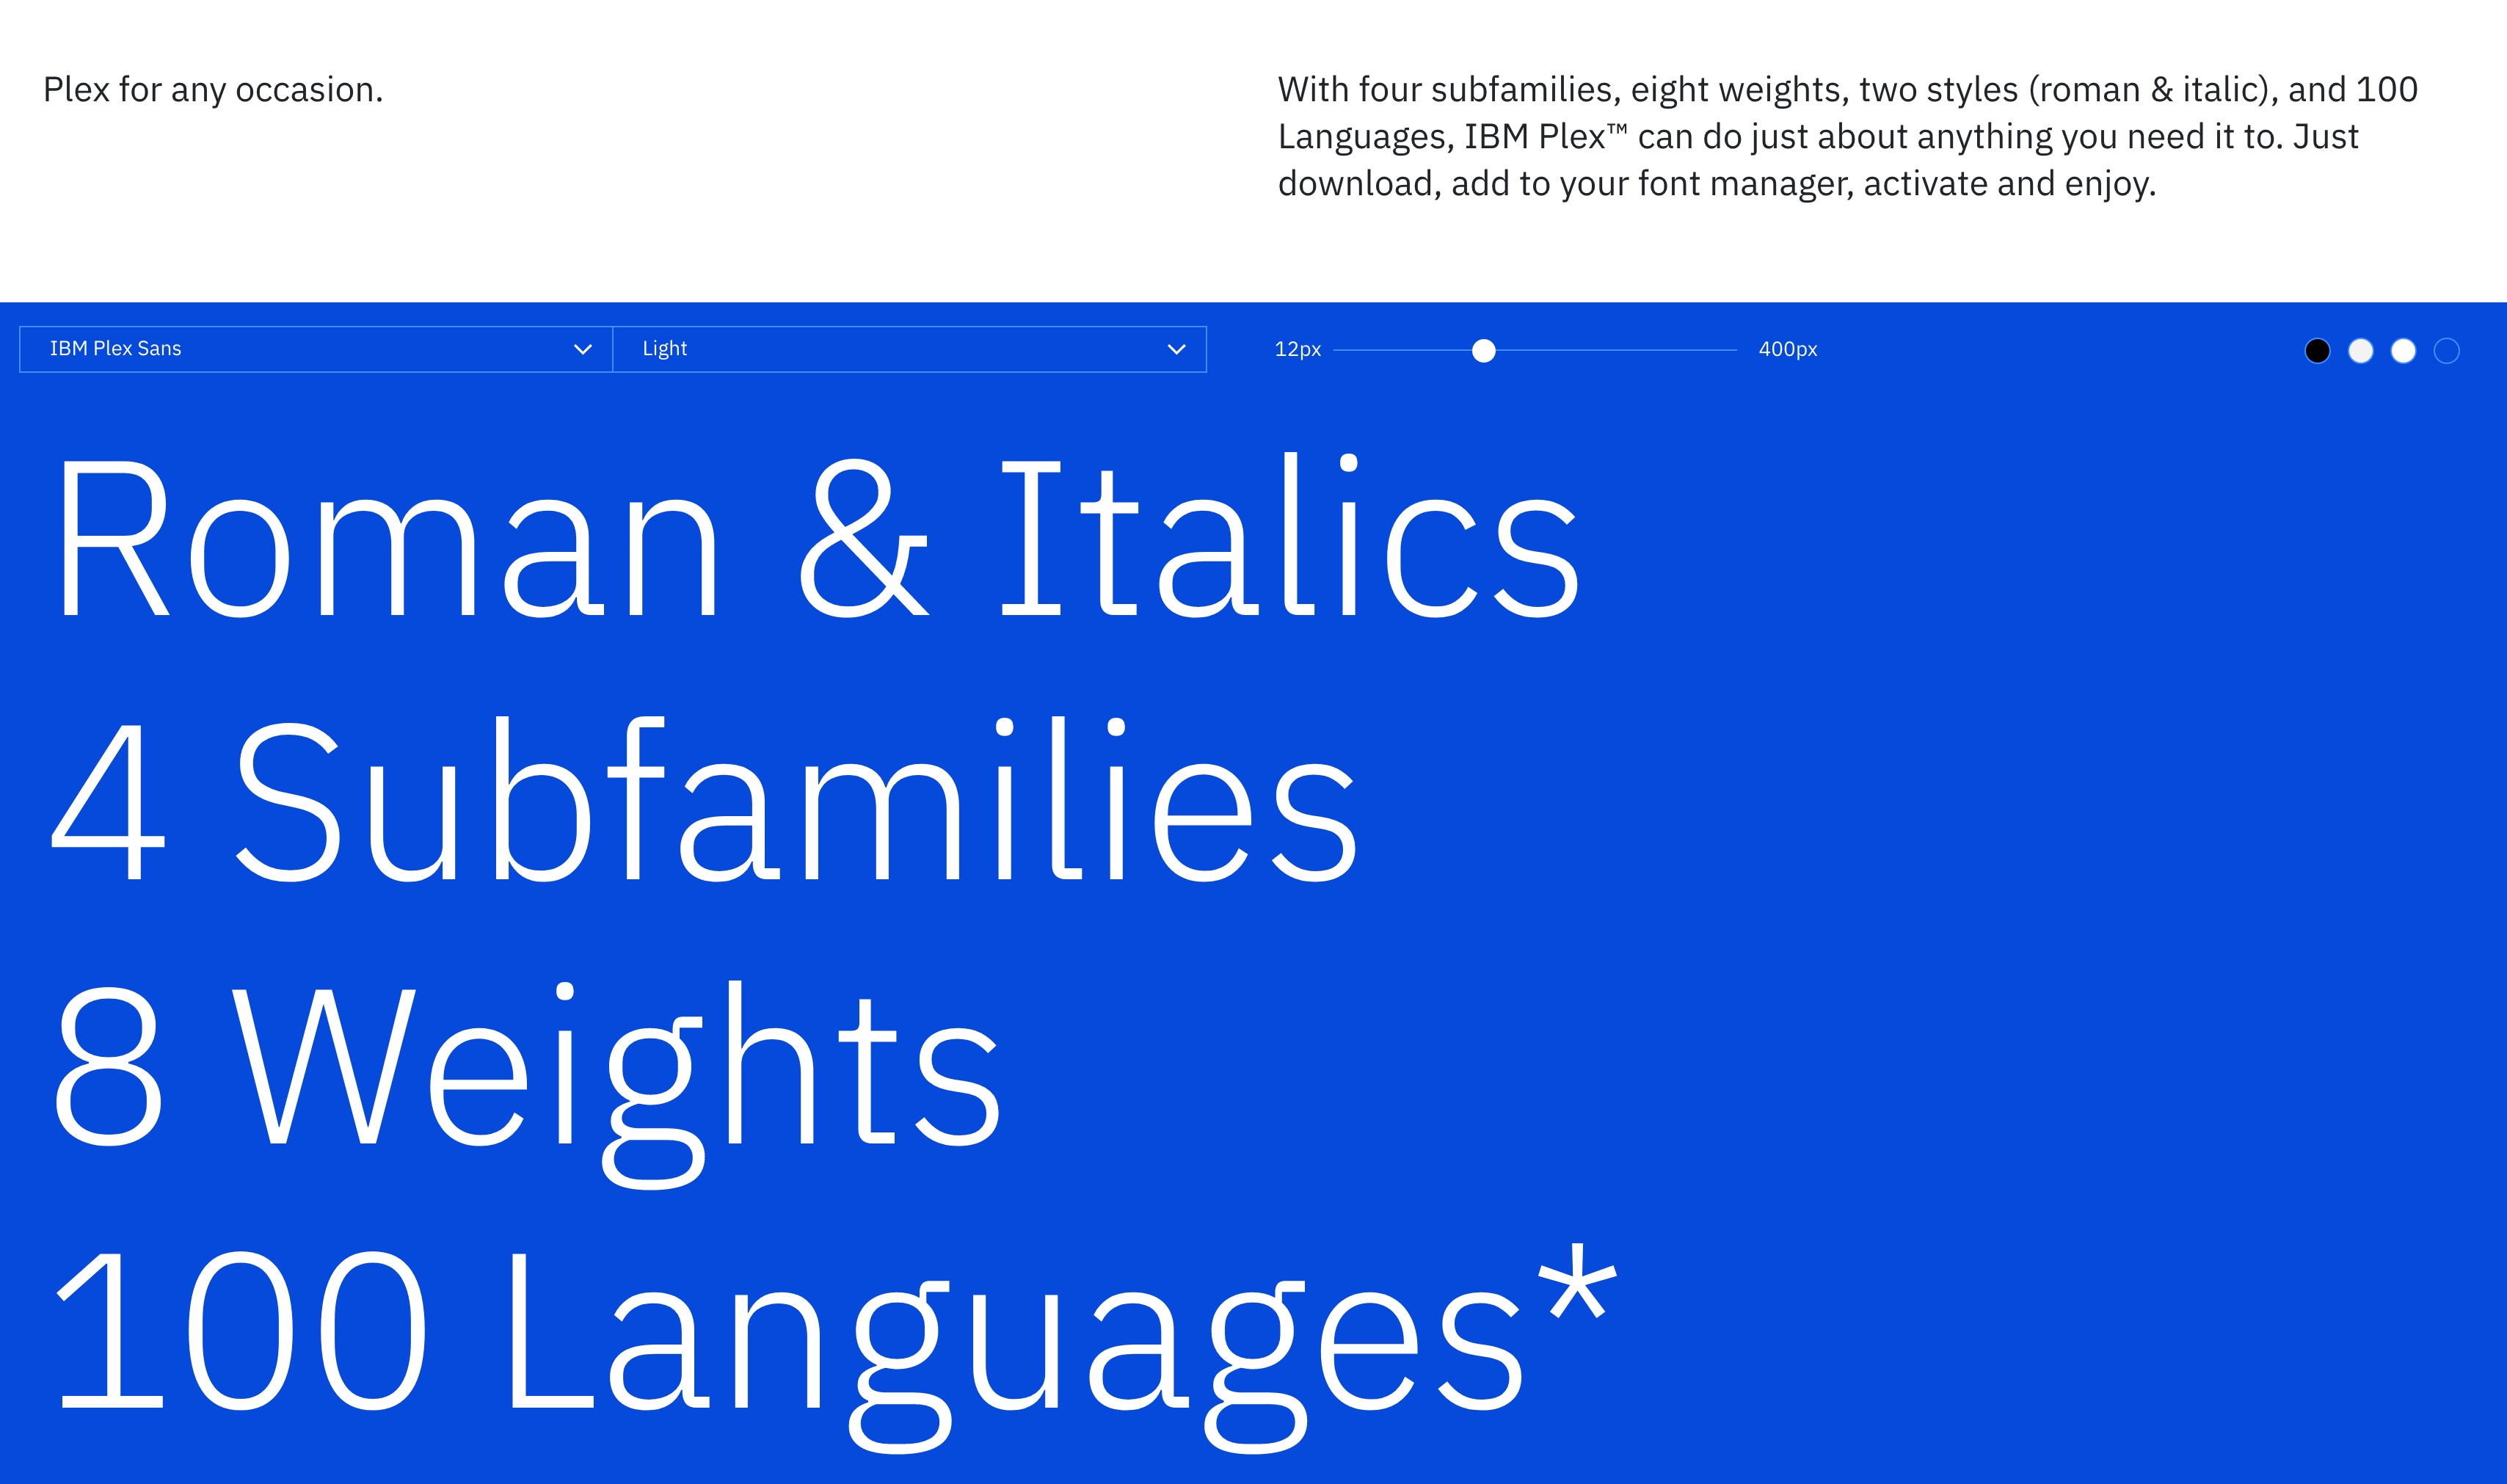 Plex for any occasion.
With four subfamilies, eight weights, two styles (roman & italic), and 100
Languages, IBM Plex™ can do just about anything you need it to. Just
download, add to your font manager, activate and enjoy.
IBM Plex Sans
Light
12px
400px
Roman & Italics
4 Subfamilies
8 Weights
100 Languages*